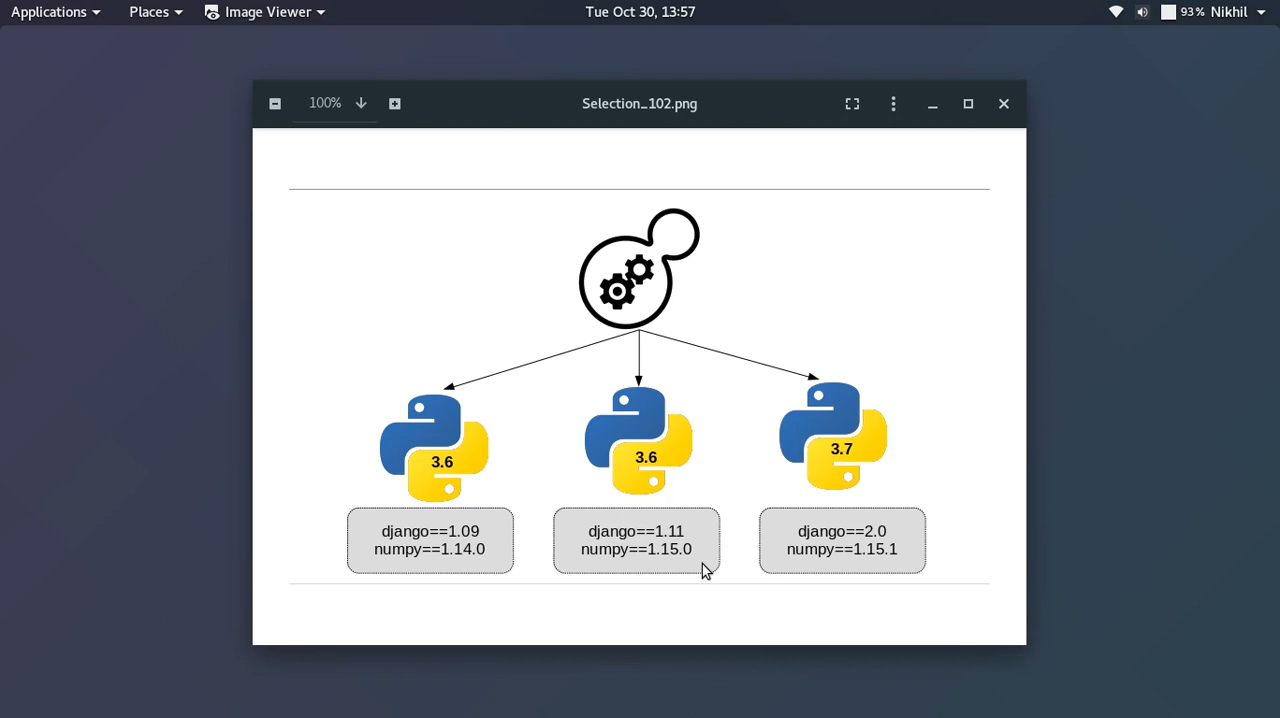 Applications Places Image Viewer Tue Oct 30, 13:57 93 % Nikhil
100% Selection_102.png
3.6 3.6 3.7
django==1.09
numpy==1.14.0
django==1.11
numpy==1.15.0
django==2.0
numpy==1.15.1